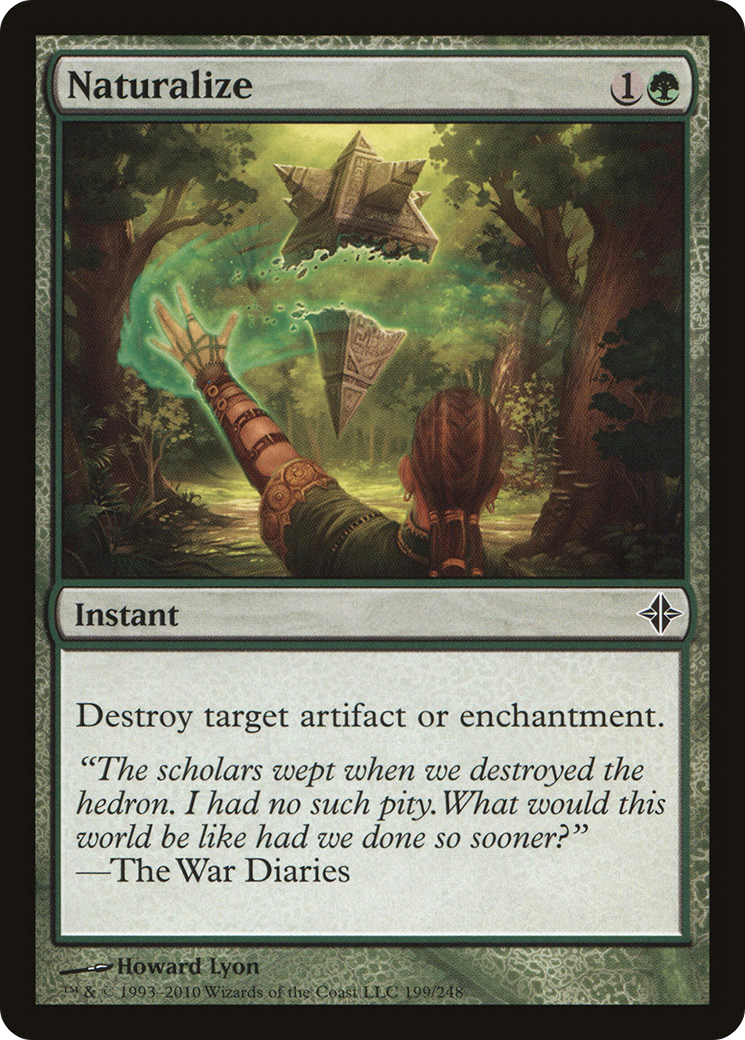 Naturalize 1
Instant
Destroy target artifact or enchantment.
“The scholars wept when we destroyed the
hedron. I had no such pity. What would this
world be like had we done so sooner?”
—The War Diaries
Howard Lyon
™ & © 1993–2010 Wizards of the Coast LLC 199/248